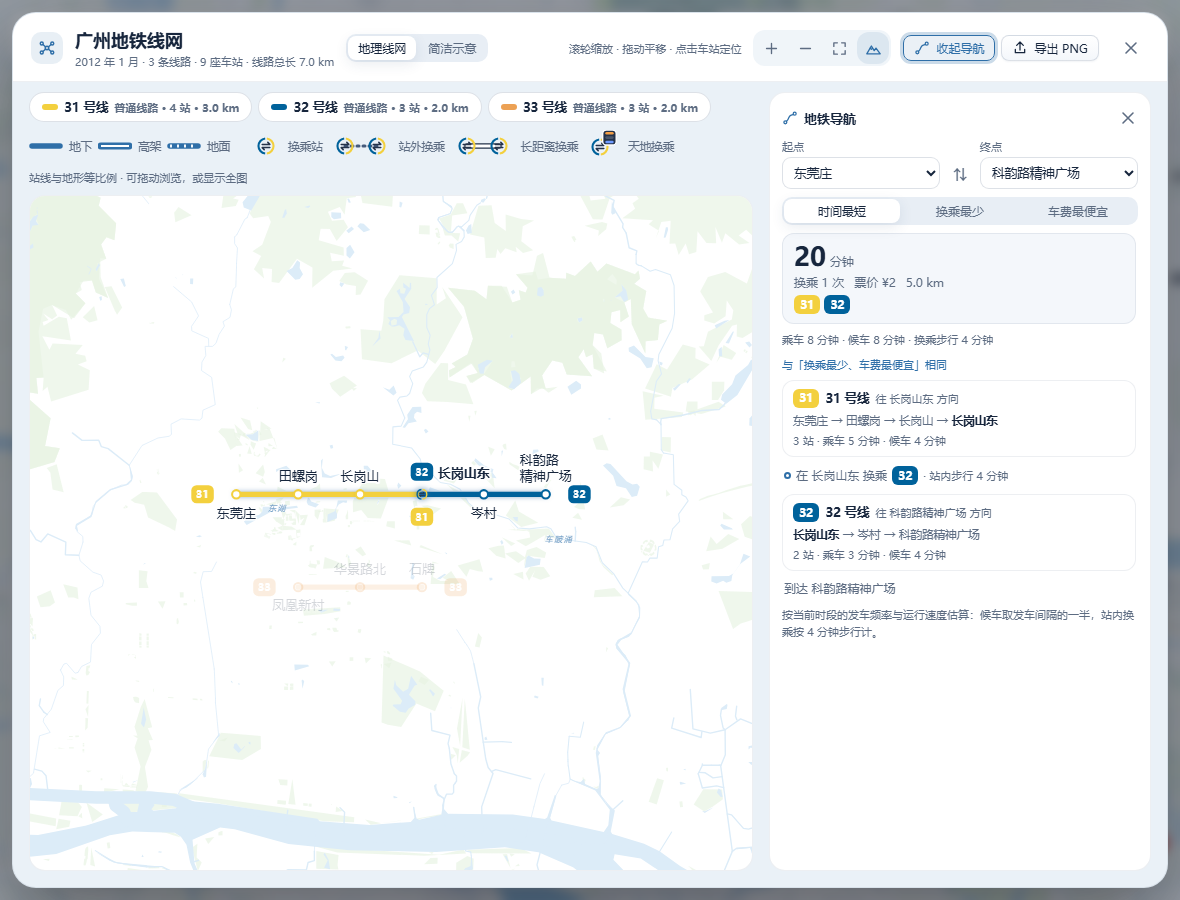 广州地铁线网
2012 年 1 月 · 3 条线路 · 9 座车站 · 线路总长 7.0 km
地理线网 简洁示意
滚轮缩放 · 拖动平移 · 点击车站定位
收起导航 导出 PNG
31 号线 普通线路 • 4 站 • 3.0 km
32 号线 普通线路 • 3 站 • 2.0 km
33 号线 普通线路 • 3 站 • 2.0 km
地下 高架 地面 换乘站 站外换乘 长距离换乘 天地换乘
站线与地形等比例 · 可拖动浏览，或显示全图
科韵路
精神广场
田螺岗 长岗山 32 长岗山东
31 32
东莞庄 东湖 31 岑村
车陂涌
华景路北 石牌
33 33
凤凰新村
地铁导航
起点 终点
东莞庄 科韵路精神广场
时间最短 换乘最少 车费最便宜
20 分钟
换乘 1 次 票价 ¥2 5.0 km
31 32
乘车 8 分钟 · 候车 8 分钟 · 换乘步行 4 分钟
与「换乘最少、车费最便宜」相同
31 31 号线 往 长岗山东 方向
东莞庄 → 田螺岗 → 长岗山 → 长岗山东
3 站 · 乘车 5 分钟 · 候车 4 分钟
在 长岗山东 换乘 32 · 站内步行 4 分钟
32 32 号线 往 科韵路精神广场 方向
长岗山东 → 岑村 → 科韵路精神广场
2 站 · 乘车 3 分钟 · 候车 4 分钟
到达 科韵路精神广场
按当前时段的发车频率与运行速度估算：候车取发车间隔的一半，站内换
乘按 4 分钟步行计。